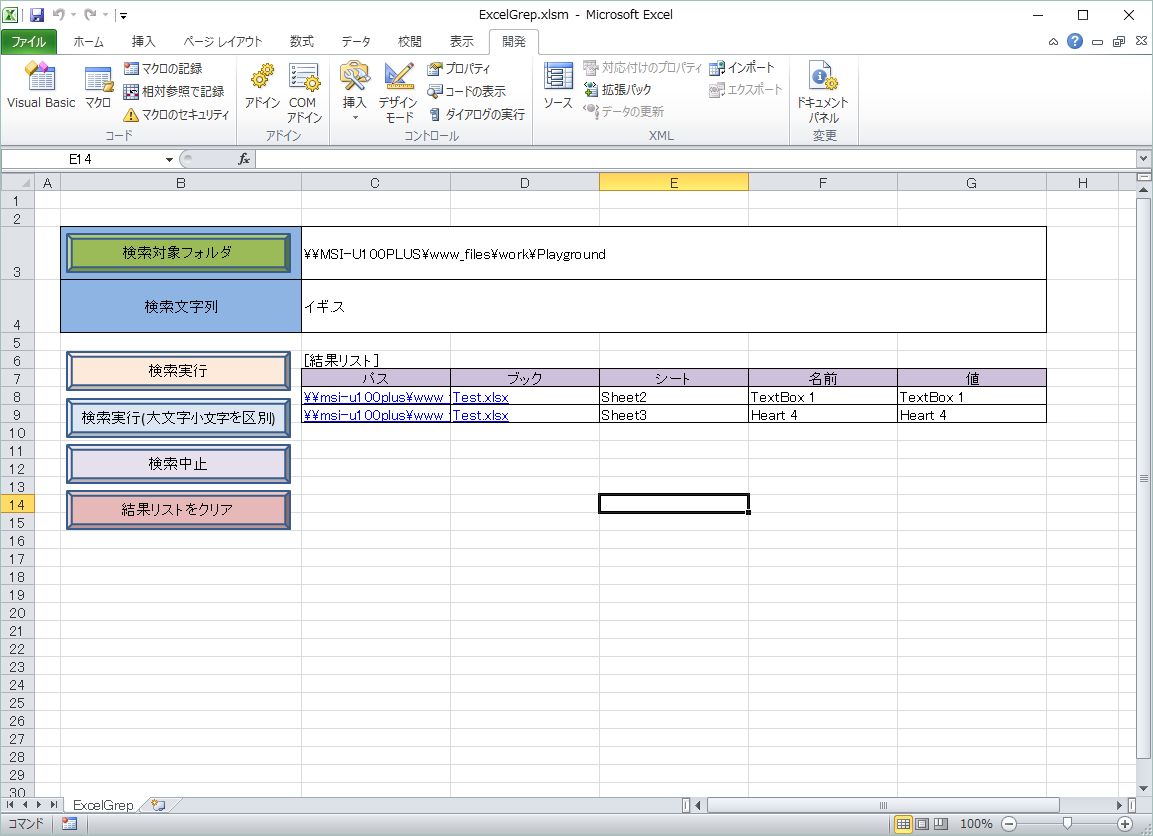 ExcelGrep.xlsm - Microsoft Excel
ファイル ホーム 挿入 ページ レイアウト 数式 データ 校閲 表示 開発
Visual Basic マクロ マクロの記録 相対参照で記録 マクロのセキュリティ コード
アドイン COM アドイン アドイン
挿入 デザイン モード プロパティ コードの表示 ダイアログの実行 コントロール
ソース 対応付けのプロパティ 拡張パック データの更新 インポート エクスポート XML
ドキュメント パネル 変更
E14 fx
A B C D E F G H
1
2
3 検索対象フォルダ ¥¥MSI-U100PLUS¥www_files¥work¥Playground
4 検索文字列 イギ.ス
5
6 検索実行 [結果リスト]
7 パス ブック シート 名前 値
8 ¥¥msi-u100plus¥www Test.xlsx Sheet2 TextBox 1 TextBox 1
9 検索実行(大文字小文字を区別) ¥¥msi-u100plus¥www Test.xlsx Sheet3 Heart 4 Heart 4
10
11
12 検索中止
13
14 結果リストをクリア
15
16
17
18
19
20
21
22
23
24
25
26
27
28
29
30
ExcelGrep
コマンド 100%